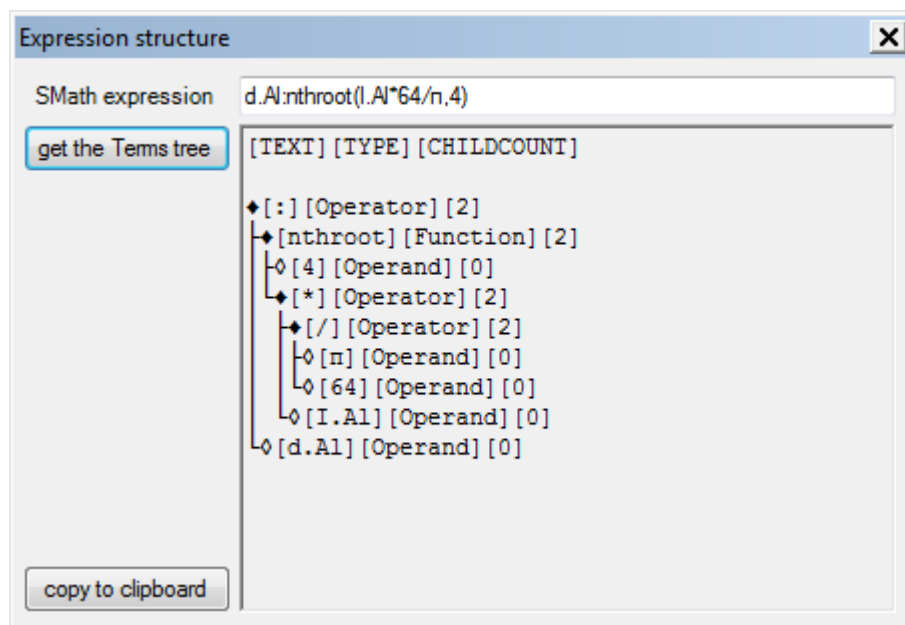 Expression structure
SMath expression
d.Al:nthroot(I.Al*64/π,4)
get the Terms tree
[TEXT][TYPE][CHILDCOUNT]
♦[:][Operator][2]
├♦[nthroot][Function][2]
│├◊[4][Operand][0]
│└♦[*][Operator][2]
│ ├♦[/][Operator][2]
│ │├◊[π][Operand][0]
│ │└◊[64][Operand][0]
│ └◊[I.Al][Operand][0]
└◊[d.Al][Operand][0]
copy to clipboard